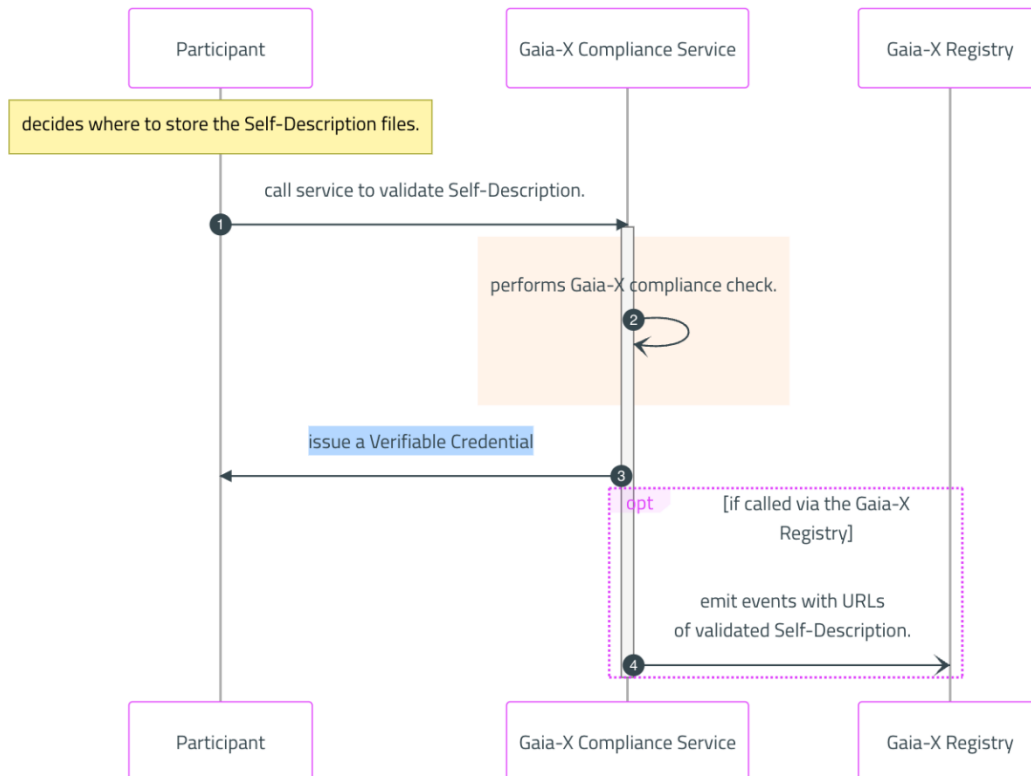 Participant
Gaia-X Compliance Service
Gaia-X Registry
decides where to store the Self-Description files.
call service to validate Self-Description.
1
performs Gaia-X compliance check.
2
issue a Verifiable Credential
3
opt
[if called via the Gaia-X
Registry]
emit events with URLs
of validated Self-Description.
4
Participant
Gaia-X Compliance Service
Gaia-X Registry